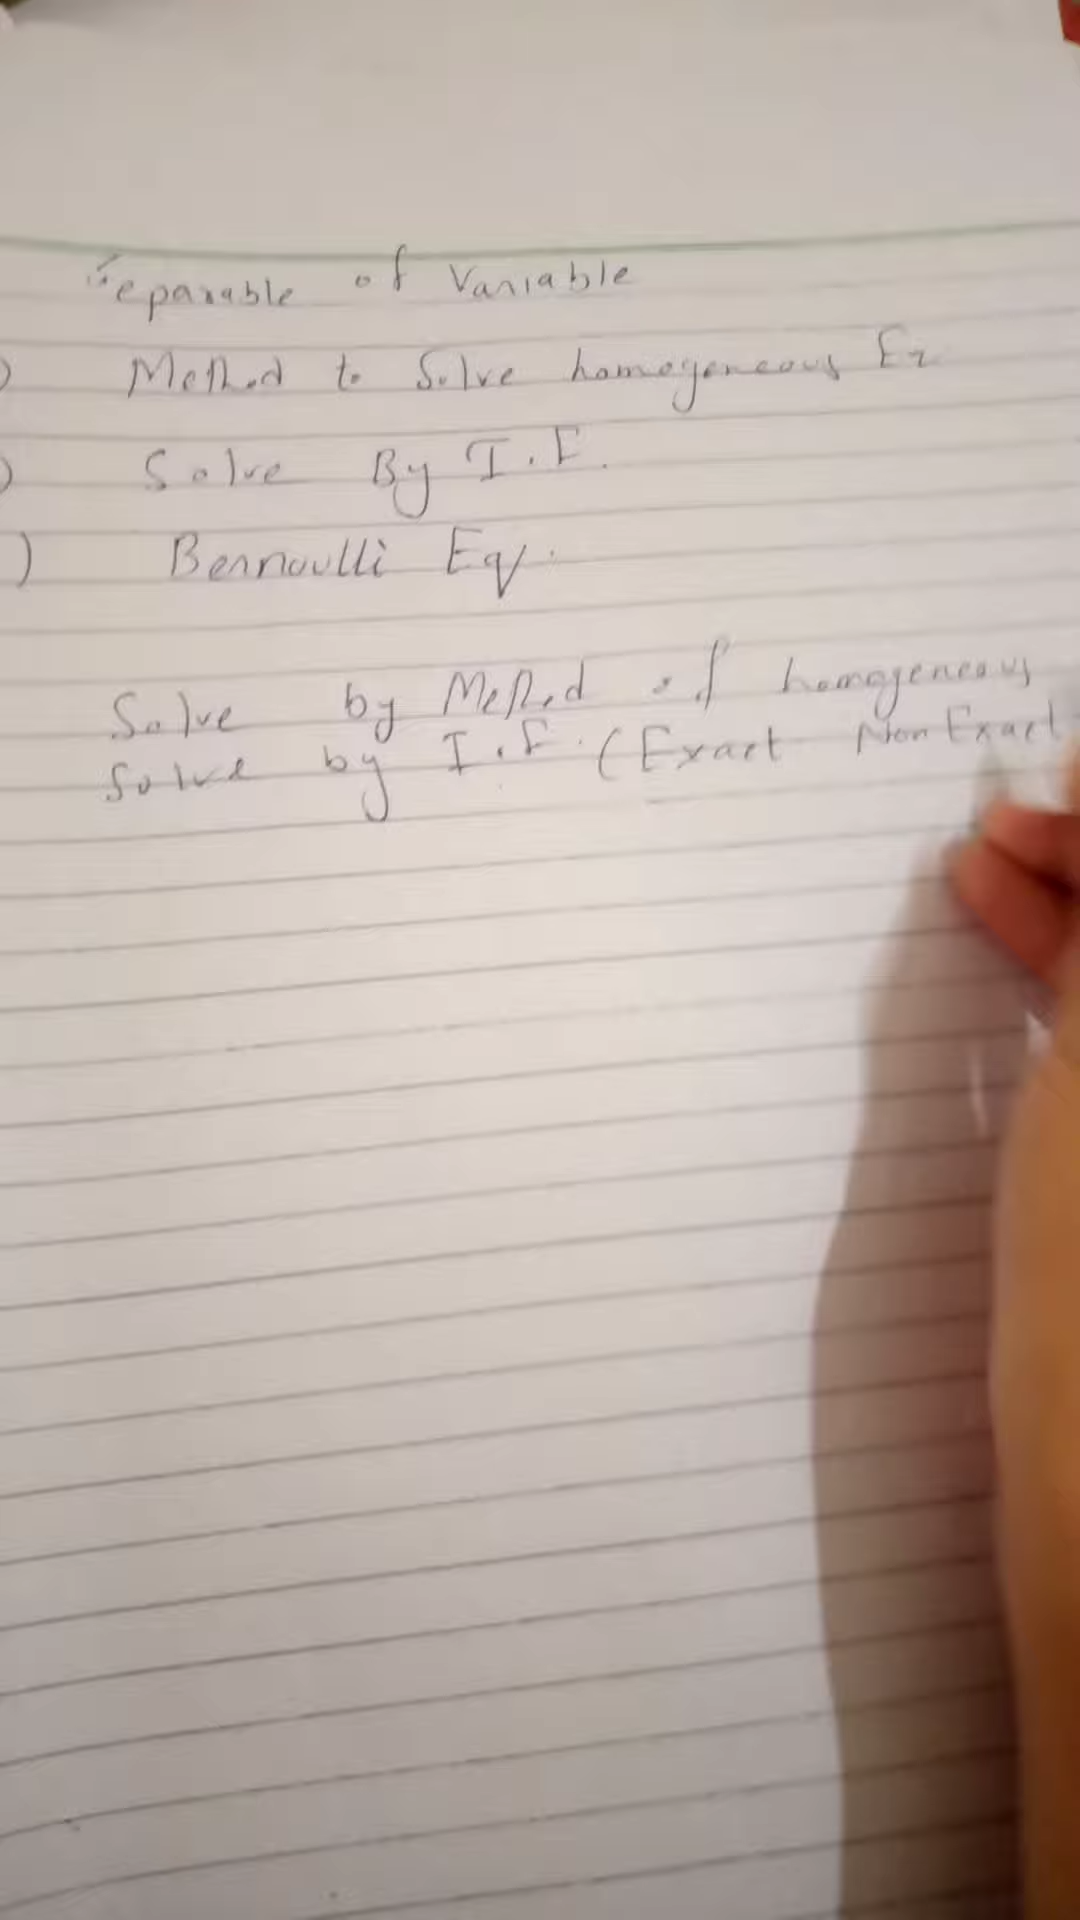 Separable of Variable
) Method to Solve homogeneous Eq
) Solve By I.F.
) Bernoulli Eq.
Solve by Method of homogeneous
Solve by I.F. (Exact Non Exact